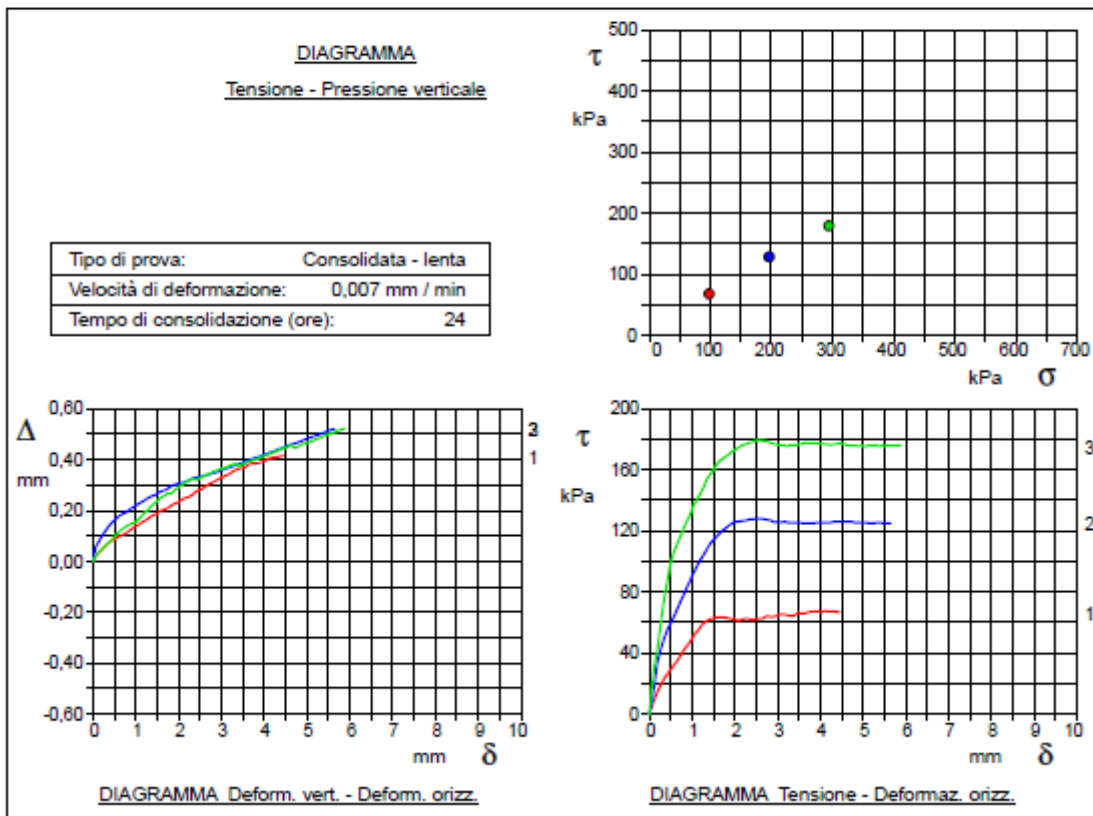 DIAGRAMMA
Tensione - Pressione verticale
Tipo di prova: Consolidata - lenta
Velocità di deformazione: 0,007 mm / min
Tempo di consolidazione (ore): 24
τ
kPa
500
400
300
200
100
0
0 100 200 300 400 500 600 700
kPa σ
Δ
mm
0,60
0,40
0,20
0,00
-0,20
-0,40
-0,60
0 1 2 3 4 5 6 7 8 9 10
mm δ
1
DIAGRAMMA Deform. vert. - Deform. orizz.
τ
kPa
200
160
120
80
40
0
0 1 2 3 4 5 6 7 8 9 10
mm δ
3
2
1
DIAGRAMMA Tensione - Deformaz. orizz.